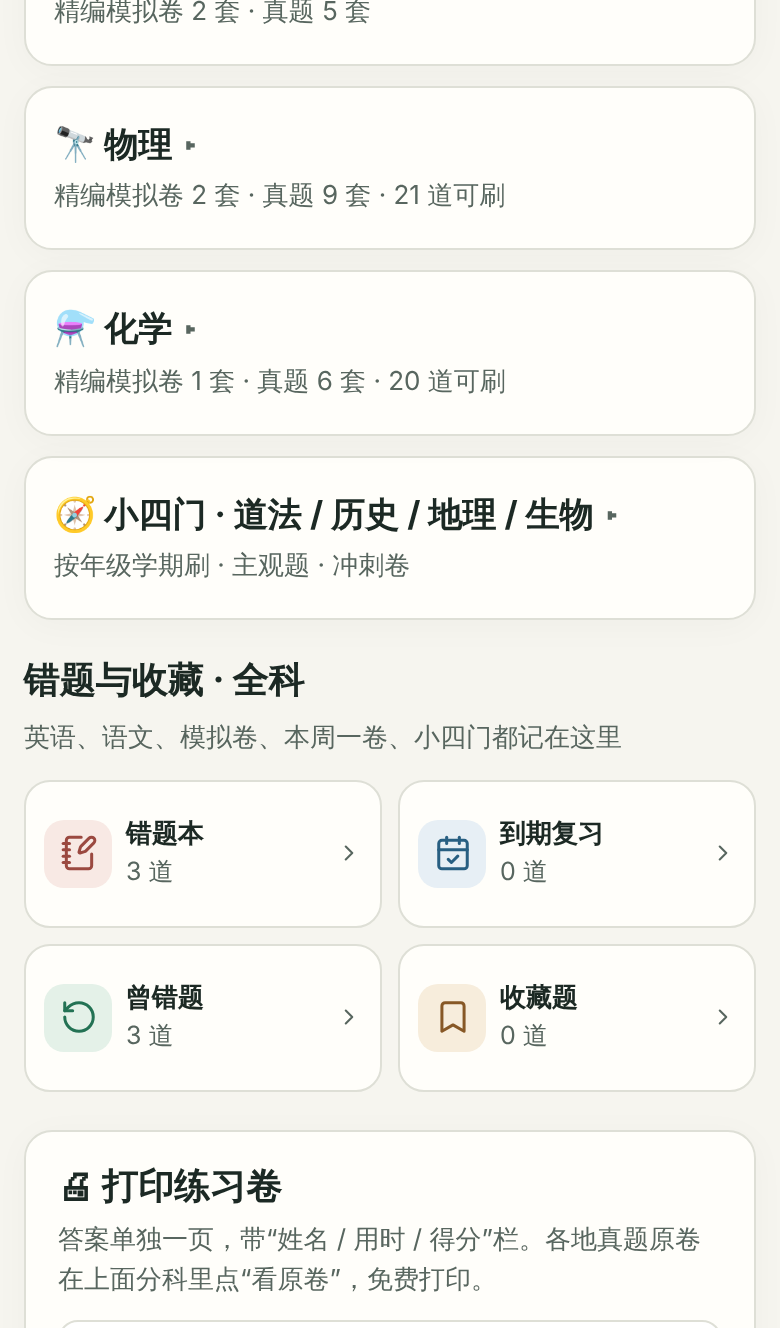 精编模拟卷 2 套 · 真题 5 套
物理
精编模拟卷 2 套 · 真题 9 套 · 21 道可刷
化学
精编模拟卷 1 套 · 真题 6 套 · 20 道可刷
小四门 · 道法 / 历史 / 地理 / 生物
按年级学期刷 · 主观题 · 冲刺卷
错题与收藏 · 全科
英语、语文、模拟卷、本周一卷、小四门都记在这里
错题本
3 道
到期复习
0 道
曾错题
3 道
收藏题
0 道
打印练习卷
答案单独一页，带“姓名 / 用时 / 得分”栏。各地真题原卷
在上面分科里点“看原卷”，免费打印。